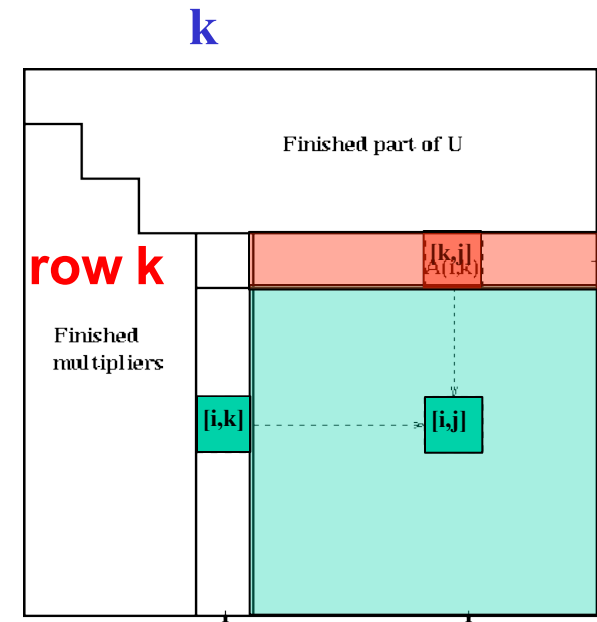 k
Finished part of U
row k
[k,j]
A(i,k)
Finished
multipliers
[i,k]
[i,j]